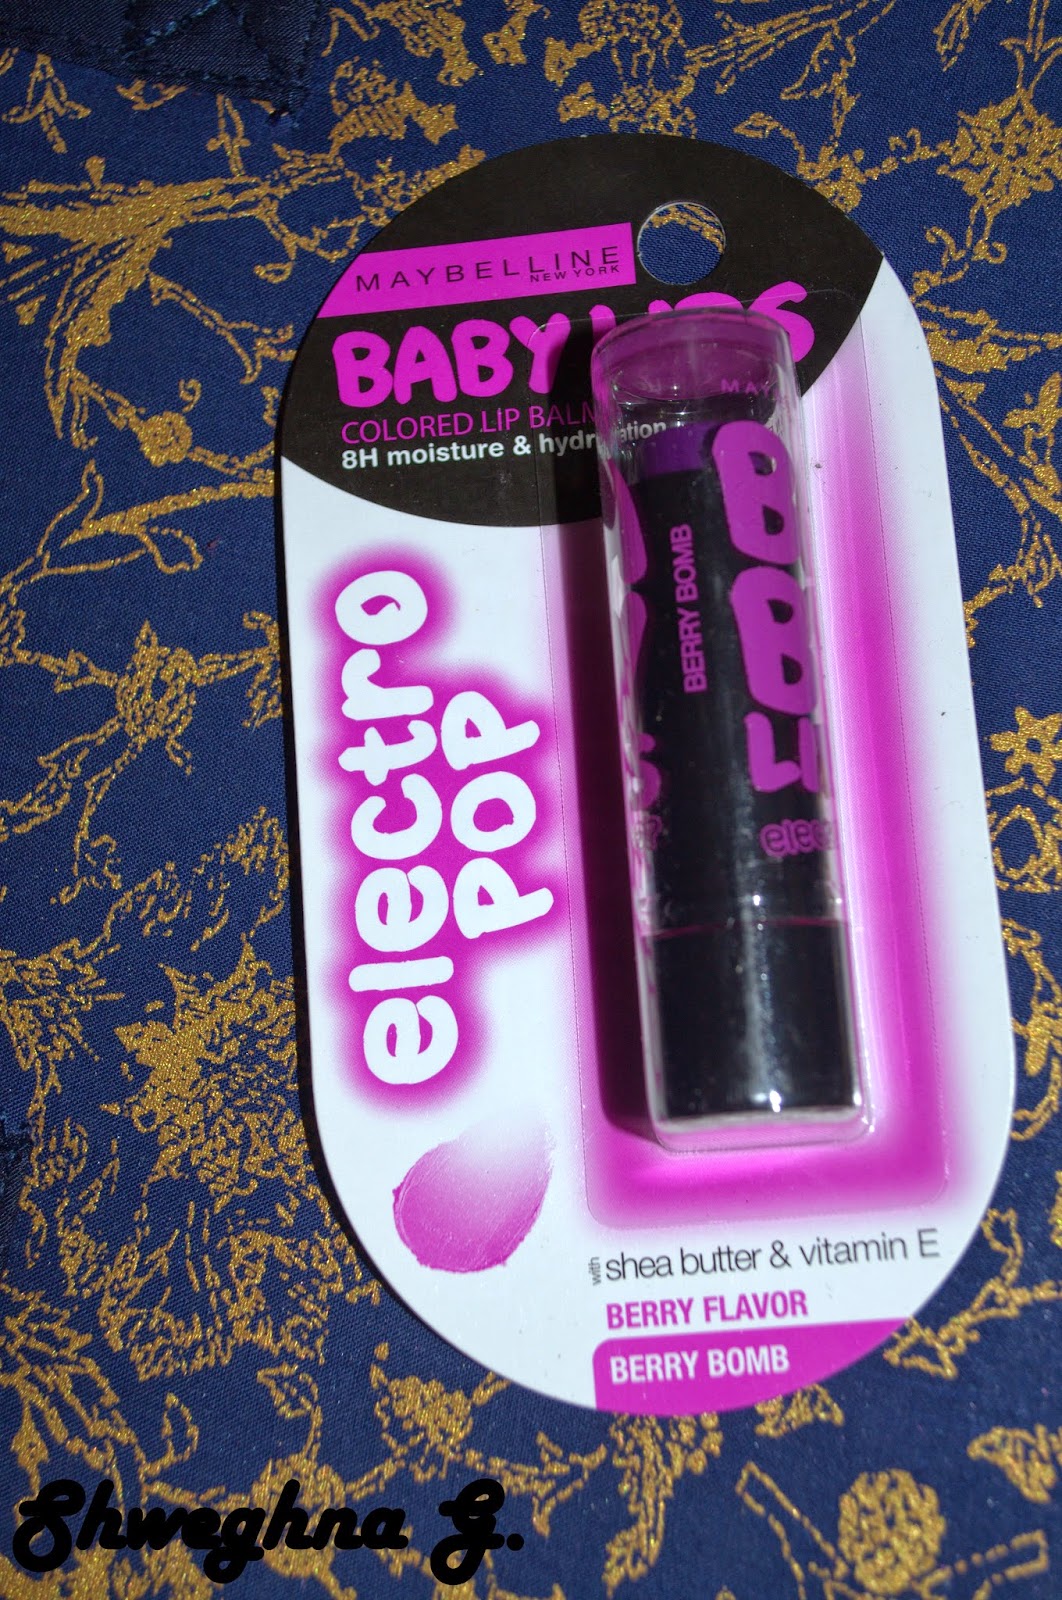 MAYBELLINE
NEW YORK
BABY LIPS
COLORED LIP BALM
8H moisture & hydration
MAY
BERRY BOMB
electro
POP
with shea butter & vitamin E
BERRY FLAVOR
BERRY BOMB
Shweghna G.